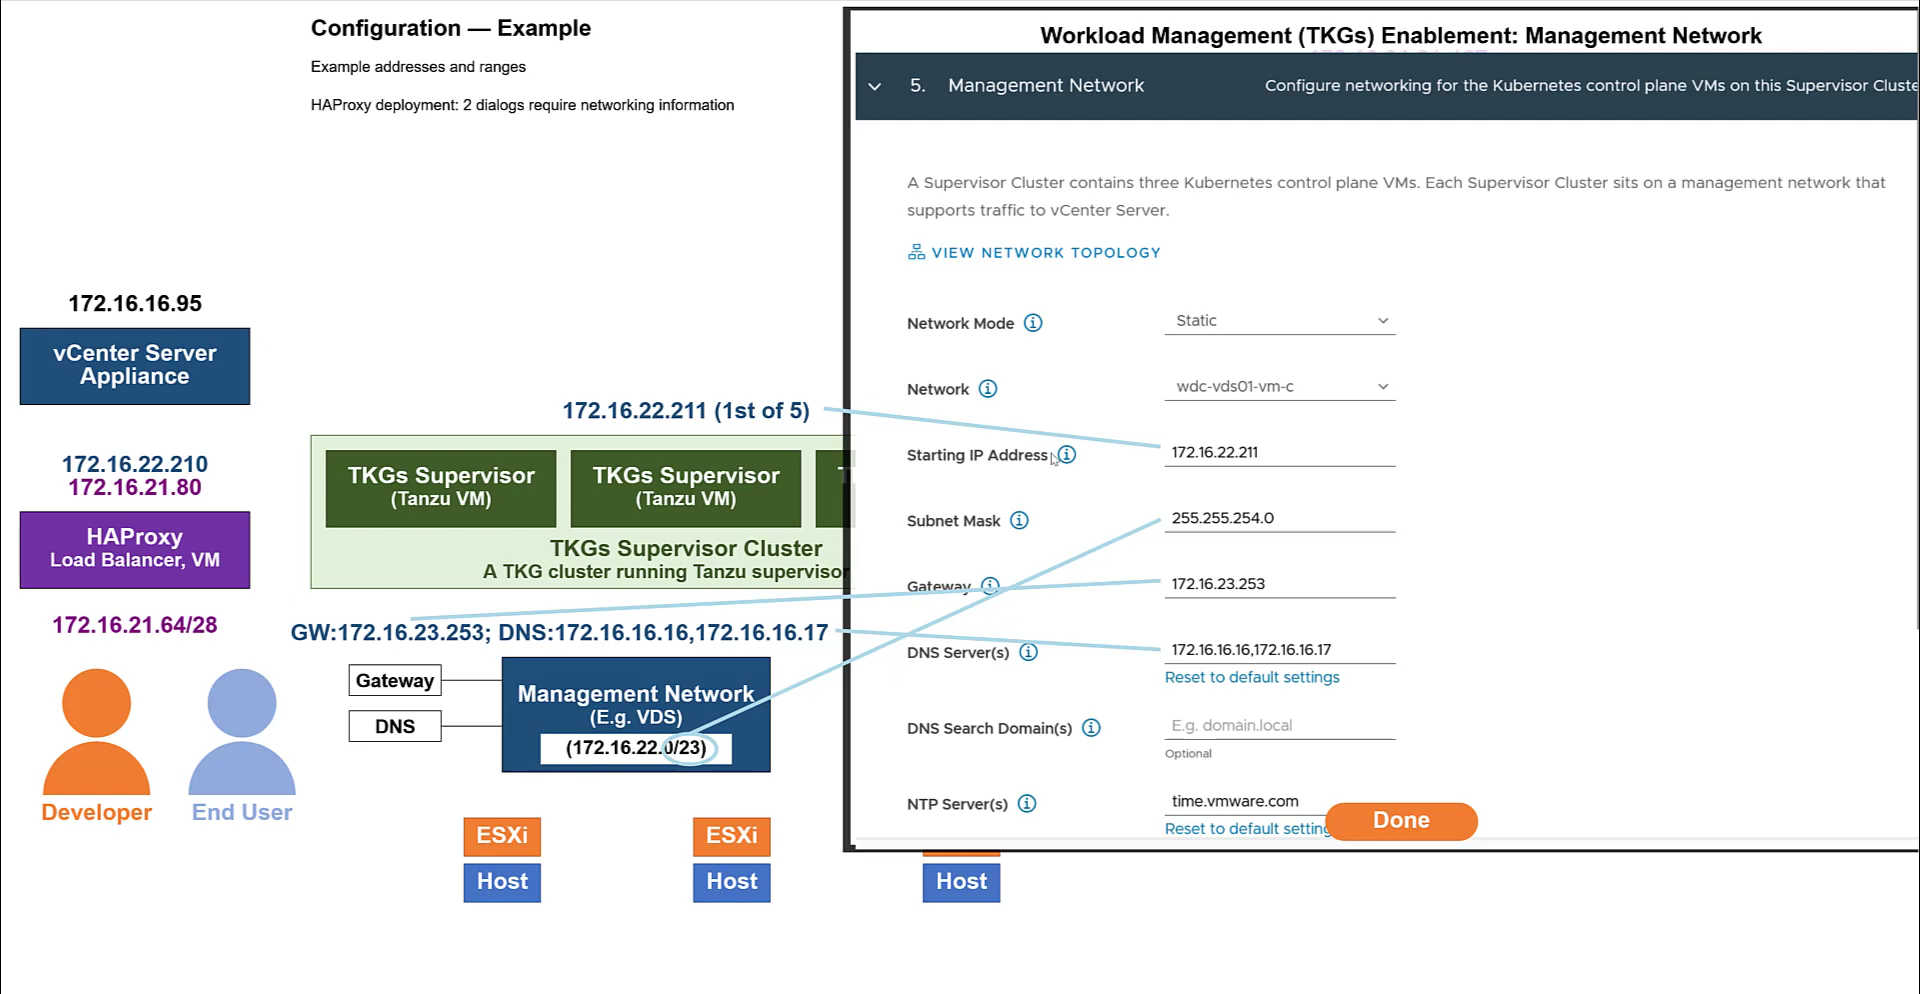 Configuration — Example
Example addresses and ranges
HAProxy deployment: 2 dialogs require networking information
172.16.16.95
vCenter Server
Appliance
172.16.22.210
172.16.21.80
HAProxy
Load Balancer, VM
172.16.21.64/28
Developer
End User
172.16.22.211 (1st of 5)
TKGs Supervisor
(Tanzu VM)
TKGs Supervisor
(Tanzu VM)
T
TKGs Supervisor Cluster
A TKG cluster running Tanzu supervisor
GW:172.16.23.253; DNS:172.16.16.16,172.16.16.17
Gateway
DNS
Management Network
(E.g. VDS)
(172.16.22.0/23)
ESXi
Host
ESXi
Host
Host
Workload Management (TKGs) Enablement: Management Network
5. Management Network
Configure networking for the Kubernetes control plane VMs on this Supervisor Cluste
A Supervisor Cluster contains three Kubernetes control plane VMs. Each Supervisor Cluster sits on a management network that
supports traffic to vCenter Server.
VIEW NETWORK TOPOLOGY
Network Mode
Static
Network
wdc-vds01-vm-c
Starting IP Address
172.16.22.211
Subnet Mask
255.255.254.0
Gateway
172.16.23.253
DNS Server(s)
172.16.16.16,172.16.16.17
Reset to default settings
DNS Search Domain(s)
E.g. domain.local
Optional
NTP Server(s)
time.vmware.com
Reset to default setting
Done